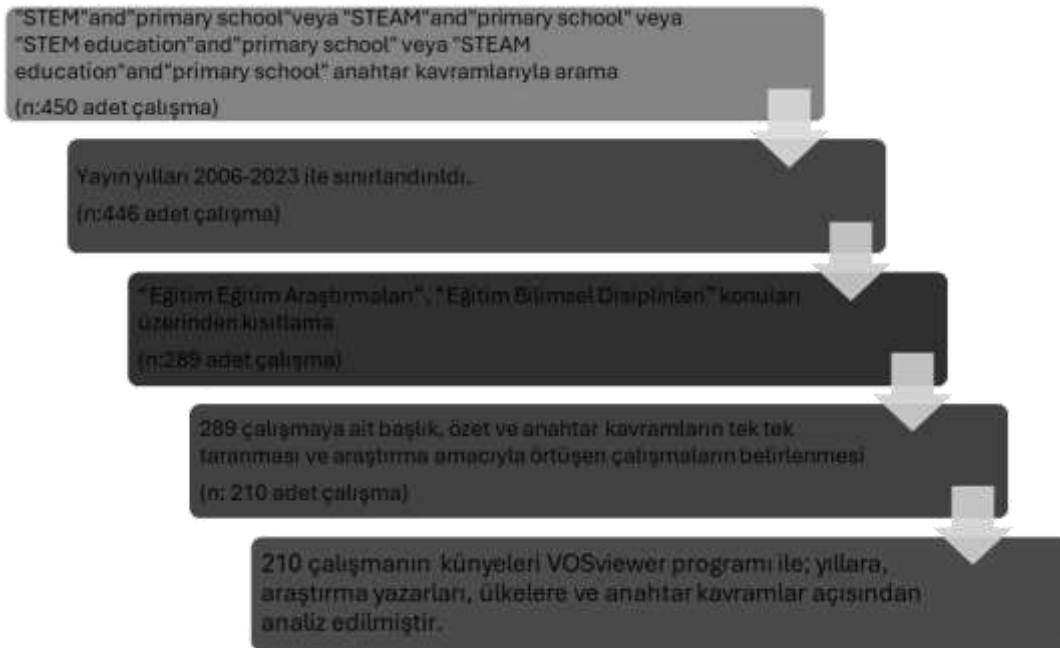 "STEM"and"primary school"veya "STEAM"and"primary school" veya
"STEM education"and"primary school" veya "STEAM
education"and"primary school" anahtar kavramlarıyla arama
(n:450 adet çalışma)
Yayın yılları 2006-2023 ile sınırlandırıldı.
(n:446 adet çalışma)
"Eğitim Eğitim Araştırmaları", "Eğitim Bilimsel Disiplinleri" konuları
üzerinden kısıtlama
(n:289 adet çalışma)
289 çalışmaya ait başlık, özet ve anahtar kavramların tek tek
taranması ve araştırma amacıyla örtüşen çalışmaların belirlenmesi
(n: 210 adet çalışma)
210 çalışmanın künyeleri VOSviewer programı ile; yıllara,
araştırma yazarları, ülkelere ve anahtar kavramlar açısından
analiz edilmiştir.